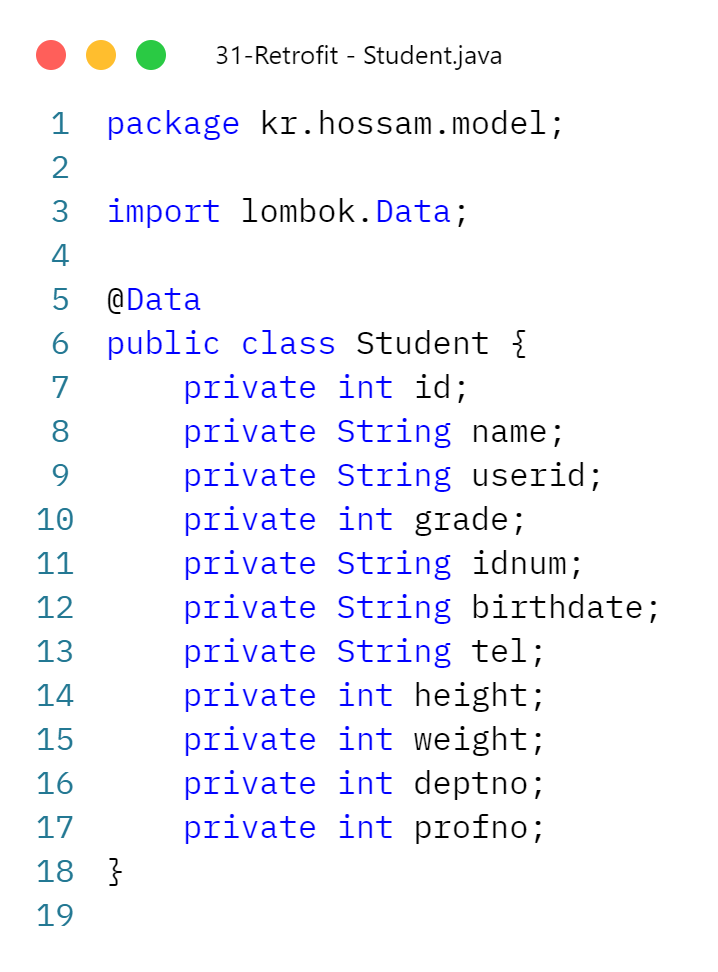 31-Retrofit - Student.java
1 package kr.hossam.model;
2
3 import lombok.Data;
4
5 @Data
6 public class Student {
7     private int id;
8     private String name;
9     private String userid;
10     private int grade;
11     private String idnum;
12     private String birthdate;
13     private String tel;
14     private int height;
15     private int weight;
16     private int deptno;
17     private int profno;
18 }
19